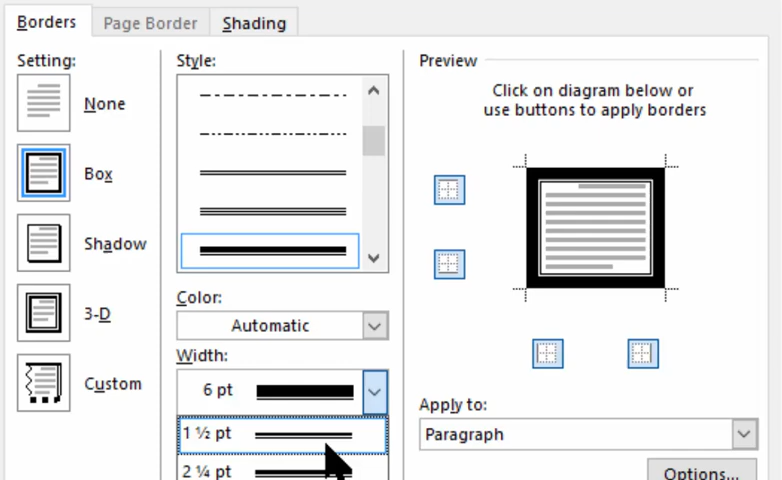 Borders Page Border Shading
Setting:
None
Box
Shadow
3-D
Custom
Style:
Color:
Automatic
Width:
6 pt
1 ½ pt
2 ¼ pt
Preview
Click on diagram below or
use buttons to apply borders
Apply to:
Paragraph
Options...